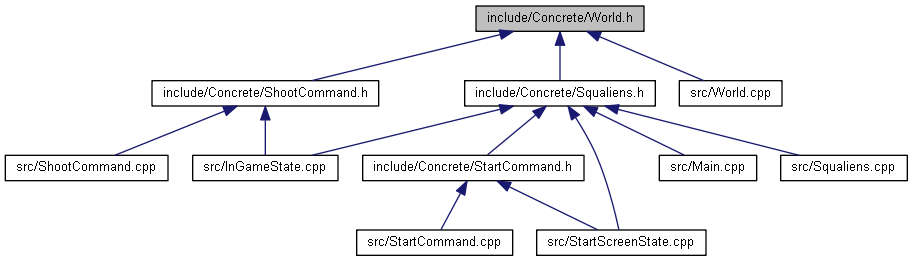 include/Concrete/World.h
include/Concrete/ShootCommand.h
include/Concrete/Squaliens.h
src/World.cpp
src/ShootCommand.cpp
src/InGameState.cpp
include/Concrete/StartCommand.h
src/Main.cpp
src/Squaliens.cpp
src/StartCommand.cpp
src/StartScreenState.cpp